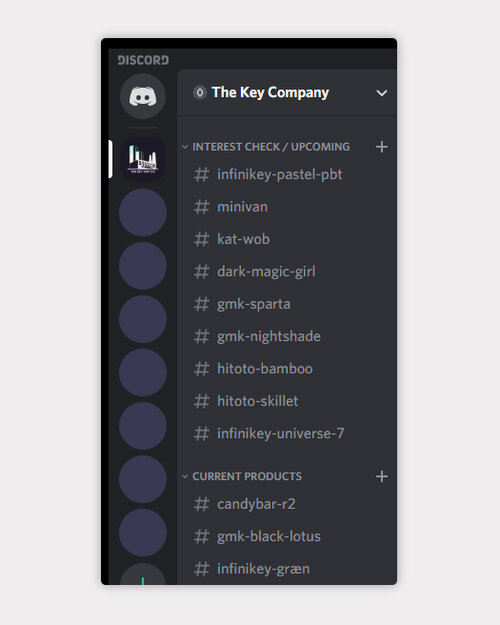 DISCORD
The Key Company
INTEREST CHECK / UPCOMING
# infinikey-pastel-pbt
# minivan
# kat-wob
# dark-magic-girl
# gmk-sparta
# gmk-nightshade
# hitoto-bamboo
# hitoto-skillet
# infinikey-universe-7
CURRENT PRODUCTS
# candybar-r2
# gmk-black-lotus
# infinikey-græn